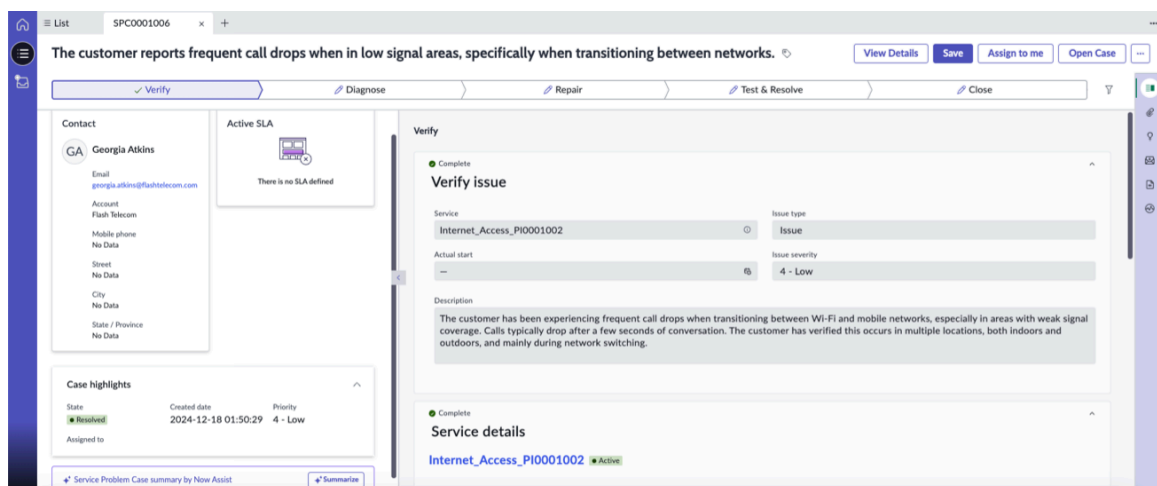 List
SPC0001006
The customer reports frequent call drops when in low signal areas, specifically when transitioning between networks.
View Details
Save
Assign to me
Open Case
Verify
Diagnose
Repair
Test & Resolve
Close
Contact
GA
Georgia Atkins
Email
georgia.atkins@flashtelecom.com
Account
Flash Telecom
Mobile phone
No Data
Street
No Data
City
No Data
State / Province
No Data
Active SLA
There is no SLA defined
Case highlights
State
Resolved
Created date
2024-12-18 01:50:29
Priority
4 - Low
Assigned to
Service Problem Case summary by Now Assist
Summarize
Verify
Complete
Verify issue
Service
Internet_Access_PI0001002
Issue type
Issue
Actual start
—
Issue severity
4 - Low
Description
The customer has been experiencing frequent call drops when transitioning between Wi-Fi and mobile networks, especially in areas with weak signal
coverage. Calls typically drop after a few seconds of conversation. The customer has verified this occurs in multiple locations, both indoors and
outdoors, and mainly during network switching.
Complete
Service details
Internet_Access_PI0001002
Active